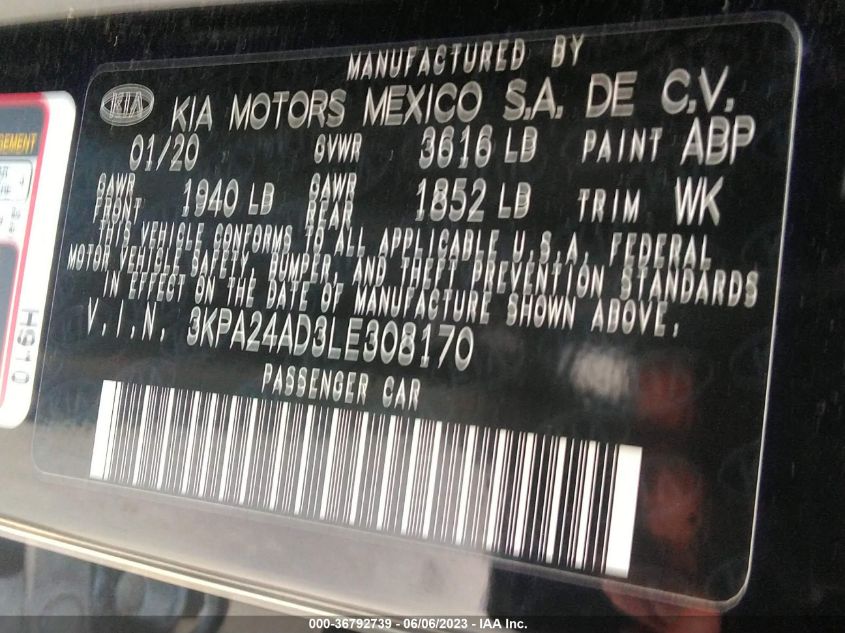 MANUFACTURED BY
KIA KIA MOTORS MEXICO S.A. DE C.V.
01/20 GVWR 3616 LB PAINT ABP
GAWR FRONT 1940 LB GAWR REAR 1852 LB TRIM WK
THIS VEHICLE CONFORMS TO ALL APPLICABLE U.S.A. FEDERAL
MOTOR VEHICLE SAFETY, BUMPER, AND THEFT PREVENTION STANDARDS
IN EFFECT ON THE DATE OF MANUFACTURE SHOWN ABOVE.
V.I.N. 3KPA24AD3LE308170
PASSENGER CAR
000-36792739 - 06/06/2023 - IAA Inc.